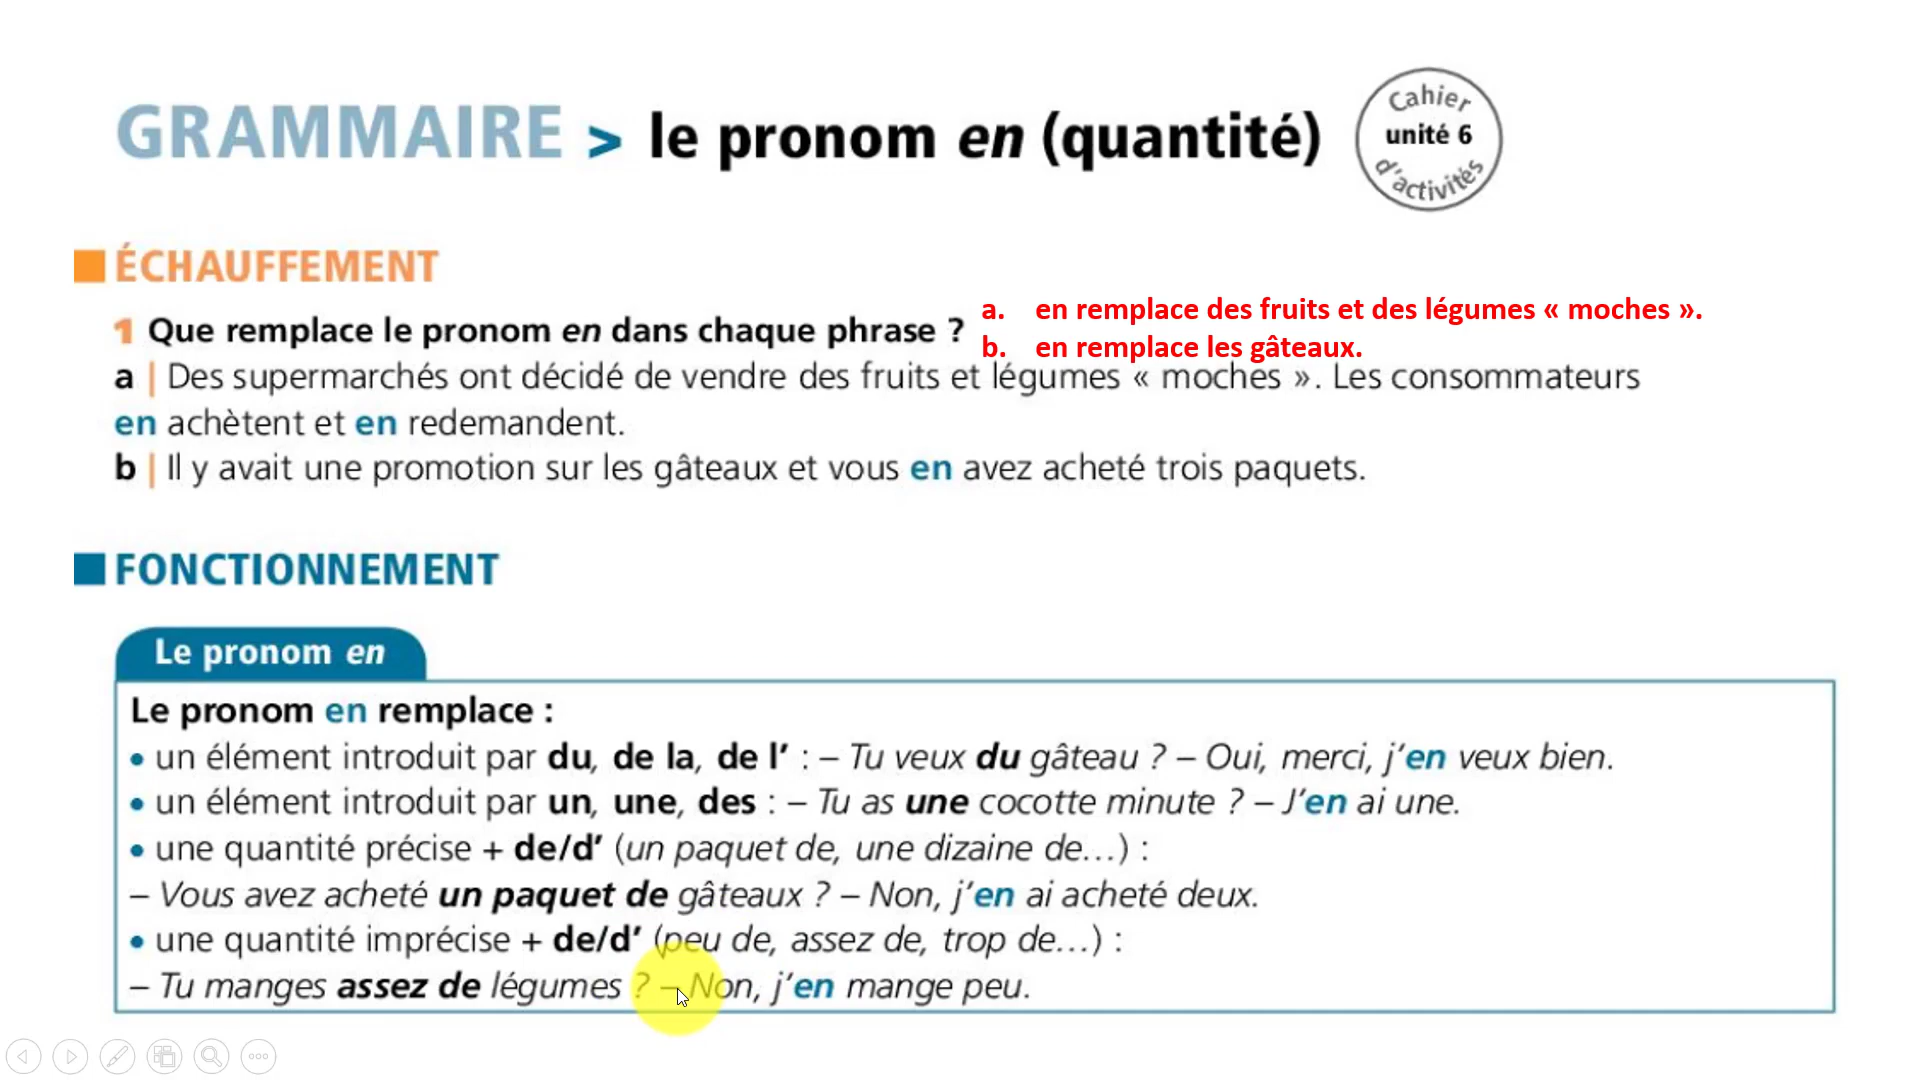 GRAMMAIRE > le pronom en (quantité)
Cahier
unité 6
d'activités
ÉCHAUFFEMENT
1 Que remplace le pronom en dans chaque phrase ?
a. en remplace des fruits et des légumes « moches ».
b. en remplace les gâteaux.
a | Des supermarchés ont décidé de vendre des fruits et légumes « moches ». Les consommateurs
en achètent et en redemandent.
b | Il y avait une promotion sur les gâteaux et vous en avez acheté trois paquets.
FONCTIONNEMENT
Le pronom en
Le pronom en remplace :
• un élément introduit par du, de la, de l’ : – Tu veux du gâteau ? – Oui, merci, j’en veux bien.
• un élément introduit par un, une, des : – Tu as une cocotte minute ? – J’en ai une.
• une quantité précise + de/d’ (un paquet de, une dizaine de…) :
– Vous avez acheté un paquet de gâteaux ? – Non, j’en ai acheté deux.
• une quantité imprécise + de/d’ (peu de, assez de, trop de…) :
– Tu manges assez de légumes ? – Non, j’en mange peu.